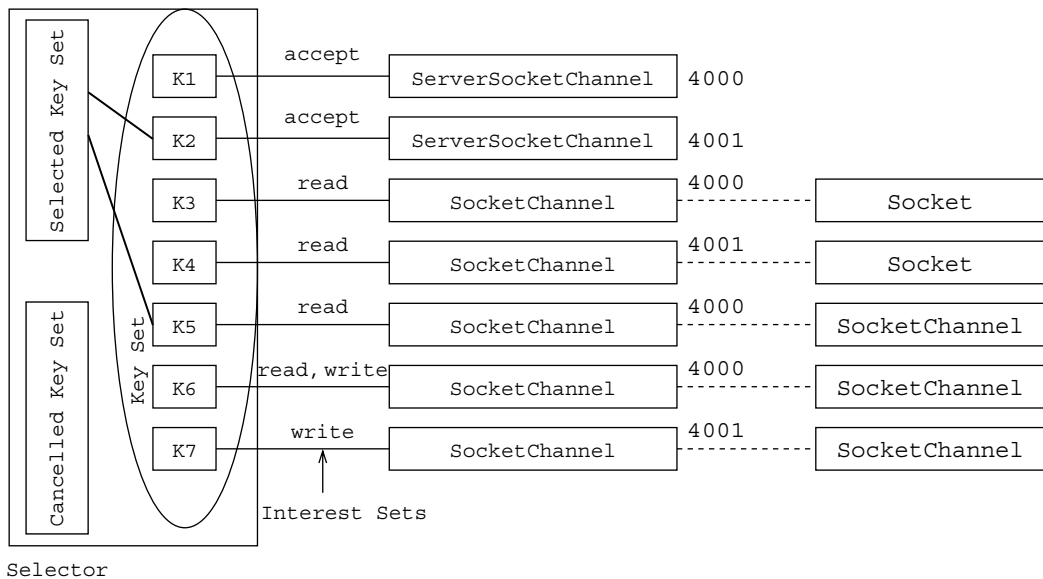 Selected Key Set
Cancelled Key Set
Key Set
K1
accept
ServerSocketChannel
4000
K2
accept
ServerSocketChannel
4001
K3
read
SocketChannel
4000
Socket
K4
read
SocketChannel
4001
Socket
K5
read
SocketChannel
4000
SocketChannel
K6
read,write
SocketChannel
4000
SocketChannel
K7
write
SocketChannel
4001
SocketChannel
Interest Sets
Selector